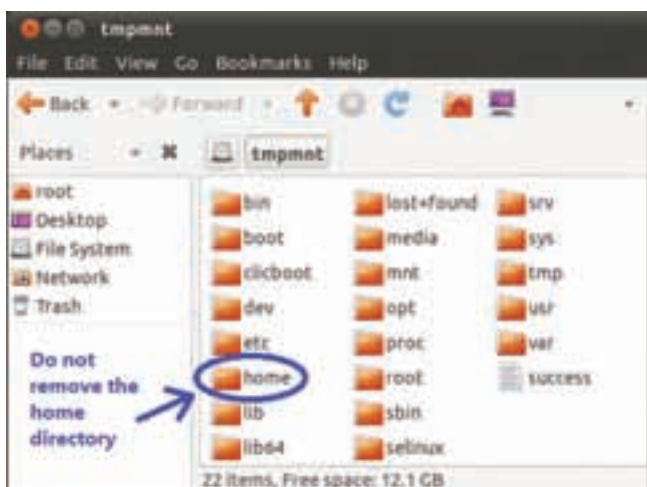 tmpmnt
File Edit View Go Bookmarks Help
Back Forward
Places tmpmnt
root
Desktop
File System
Network
Trash
bin lost+found srv
boot media sys
clicboot mnt tmp
dev opt usr
etc proc var
home root success
lib sbin
lib64 selinux
Do not
remove the
home
directory
22 items, Free space: 12.1 GB